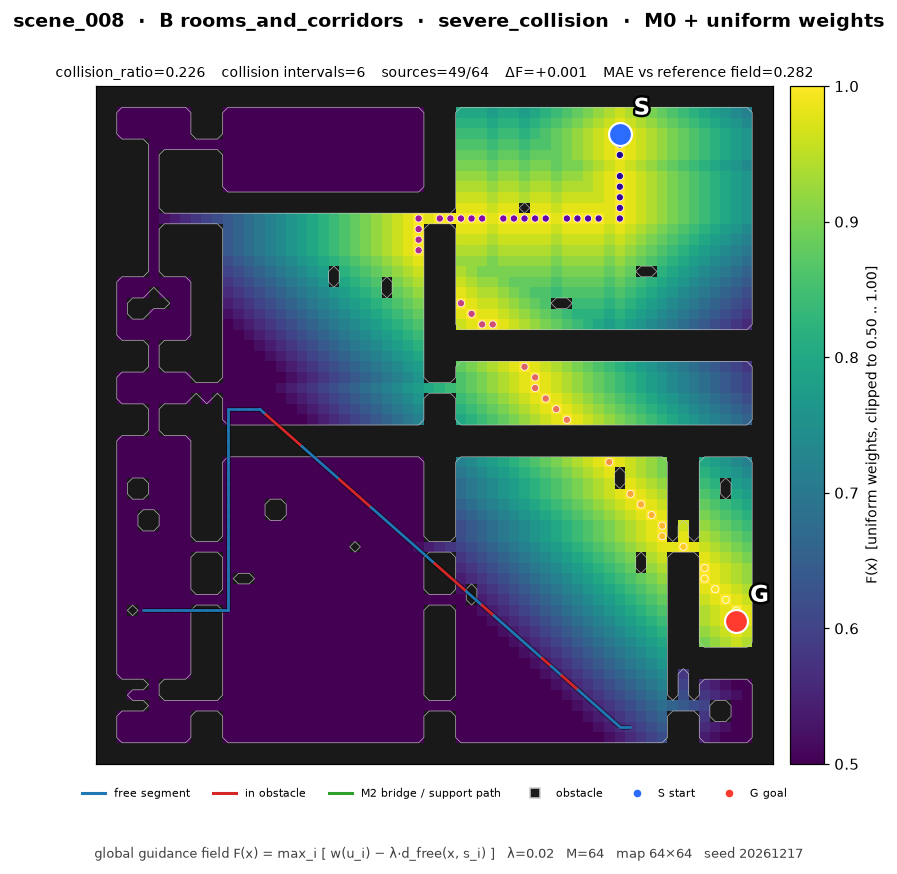 scene_008  ·  B rooms_and_corridors  ·  severe_collision  ·  M0 + uniform weights
collision_ratio=0.226    collision intervals=6    sources=49/64    ΔF=+0.001    MAE vs reference field=0.282
S
G
1.0
0.9
0.8
0.7
0.6
0.5
F(x)  [uniform weights, clipped to 0.50 .. 1.00]
free segment
in obstacle
M2 bridge / support path
obstacle
S start
G goal
global guidance field F(x) = max_i [ w(u_i) − λ·d_free(x, s_i) ]   λ=0.02   M=64   map 64×64   seed 20261217